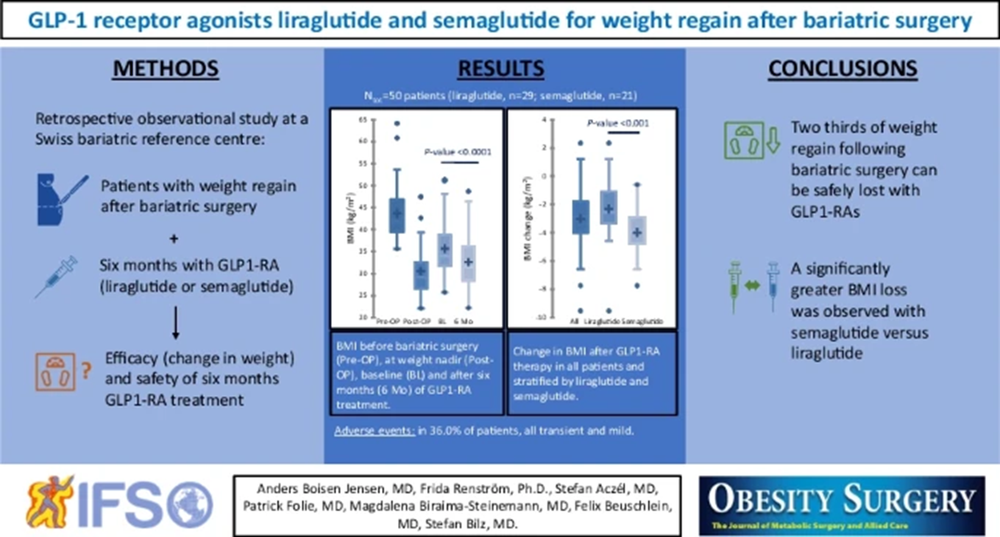 GLP-1 receptor agonists liraglutide and semaglutide for weight regain after bariatric surgery
METHODS
Retrospective observational study at a
Swiss bariatric reference centre:
Patients with weight regain
after bariatric surgery
+
Six months with GLP1-RA
(liraglutide or semaglutide)
?
Efficacy (change in weight)
and safety of six months
GLP1-RA treatment
RESULTS
=50 patients (liraglutide, n=29; semaglutide, n=21)
BMI (kg/m²)
65
60
55
50
45
40
35
30
25
20
P-value <0.0001
Pre-OP Post-OP BL 6 Mo
BMI change (kg/m²)
4
2
0
-2
-4
-6
-8
-10
P-value <0.001
All Liraglutide Semaglutide
BMI before bariatric surgery
(Pre-OP), at weight nadir (Post-
OP), baseline (BL) and after six
months (6 Mo) of GLP1-RA
treatment.
Change in BMI after GLP1-RA
therapy in all patients and
stratified by liraglutide and
semaglutide.
Adverse events: in 36.0% of patients, all transient and mild.
CONCLUSIONS
Two thirds of weight
regain following
bariatric surgery can
be safely lost with
GLP1-RAs
A significantly
greater BMI loss
was observed with
semaglutide versus
liraglutide
IFSO
Anders Boisen Jensen, MD, Frida Renström, Ph.D., Stefan Aczél, MD,
Patrick Folie, MD, Magdalena Biraima-Steinemann, MD, Felix Beuschlein,
MD, Stefan Bilz, MD.
OBESITY SURGERY
The Journal of Metabolic Surgery and Allied Care